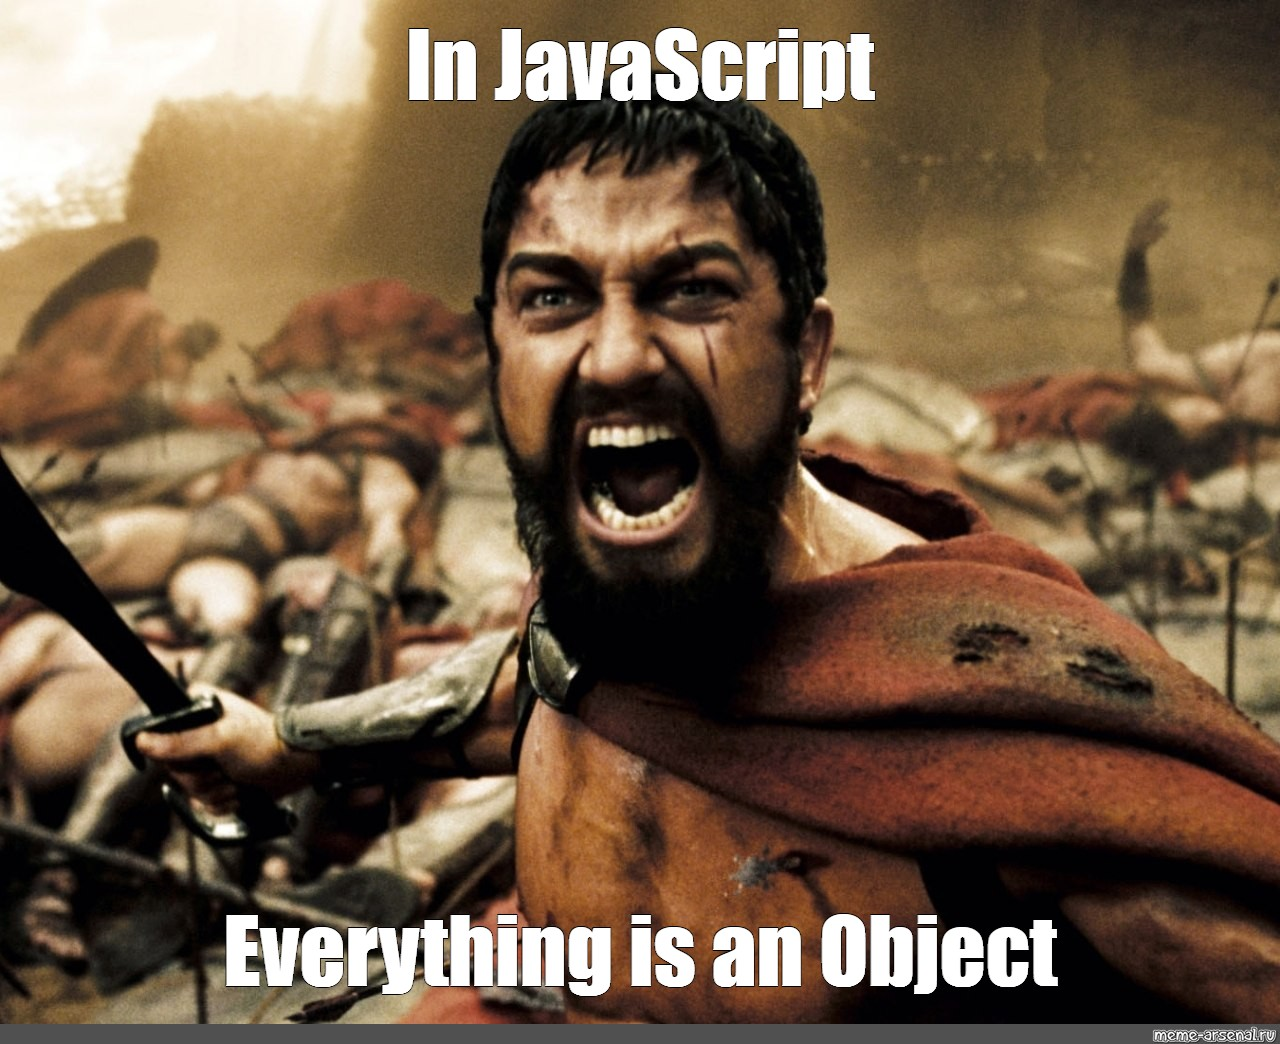 In JavaScript
Everything is an Object
meme-arsenal.ru